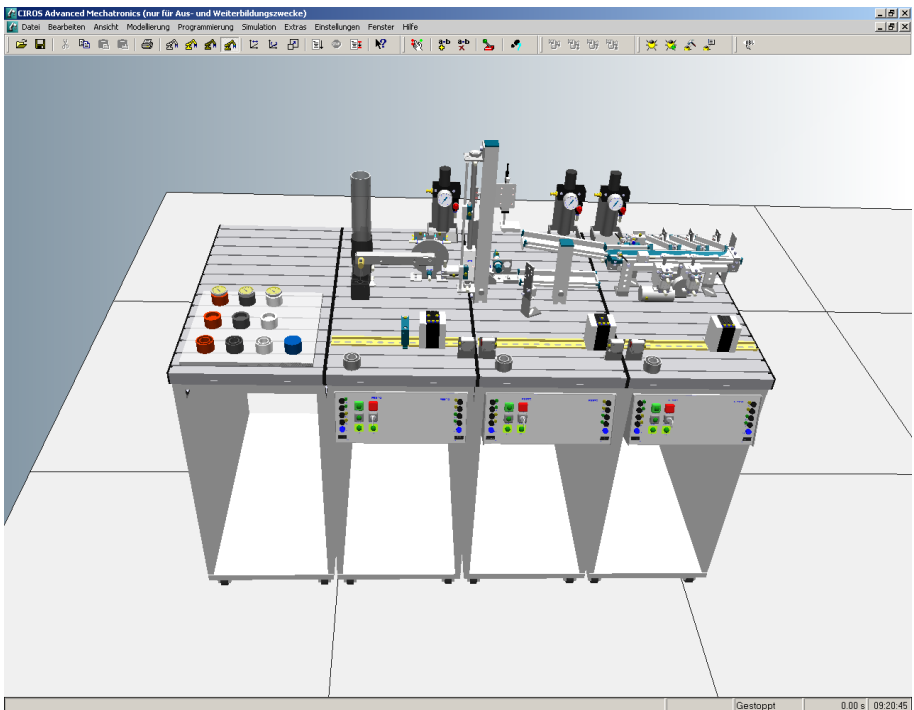 CIROS Advanced Mechatronics (nur für Aus- und Weiterbildungszwecke)
Datei Bearbeiten Ansicht Modellierung Programmierung Simulation Extras Einstellungen Fenster Hilfe
a-b a-b
Gestoppt 0.00 s 09:20:45